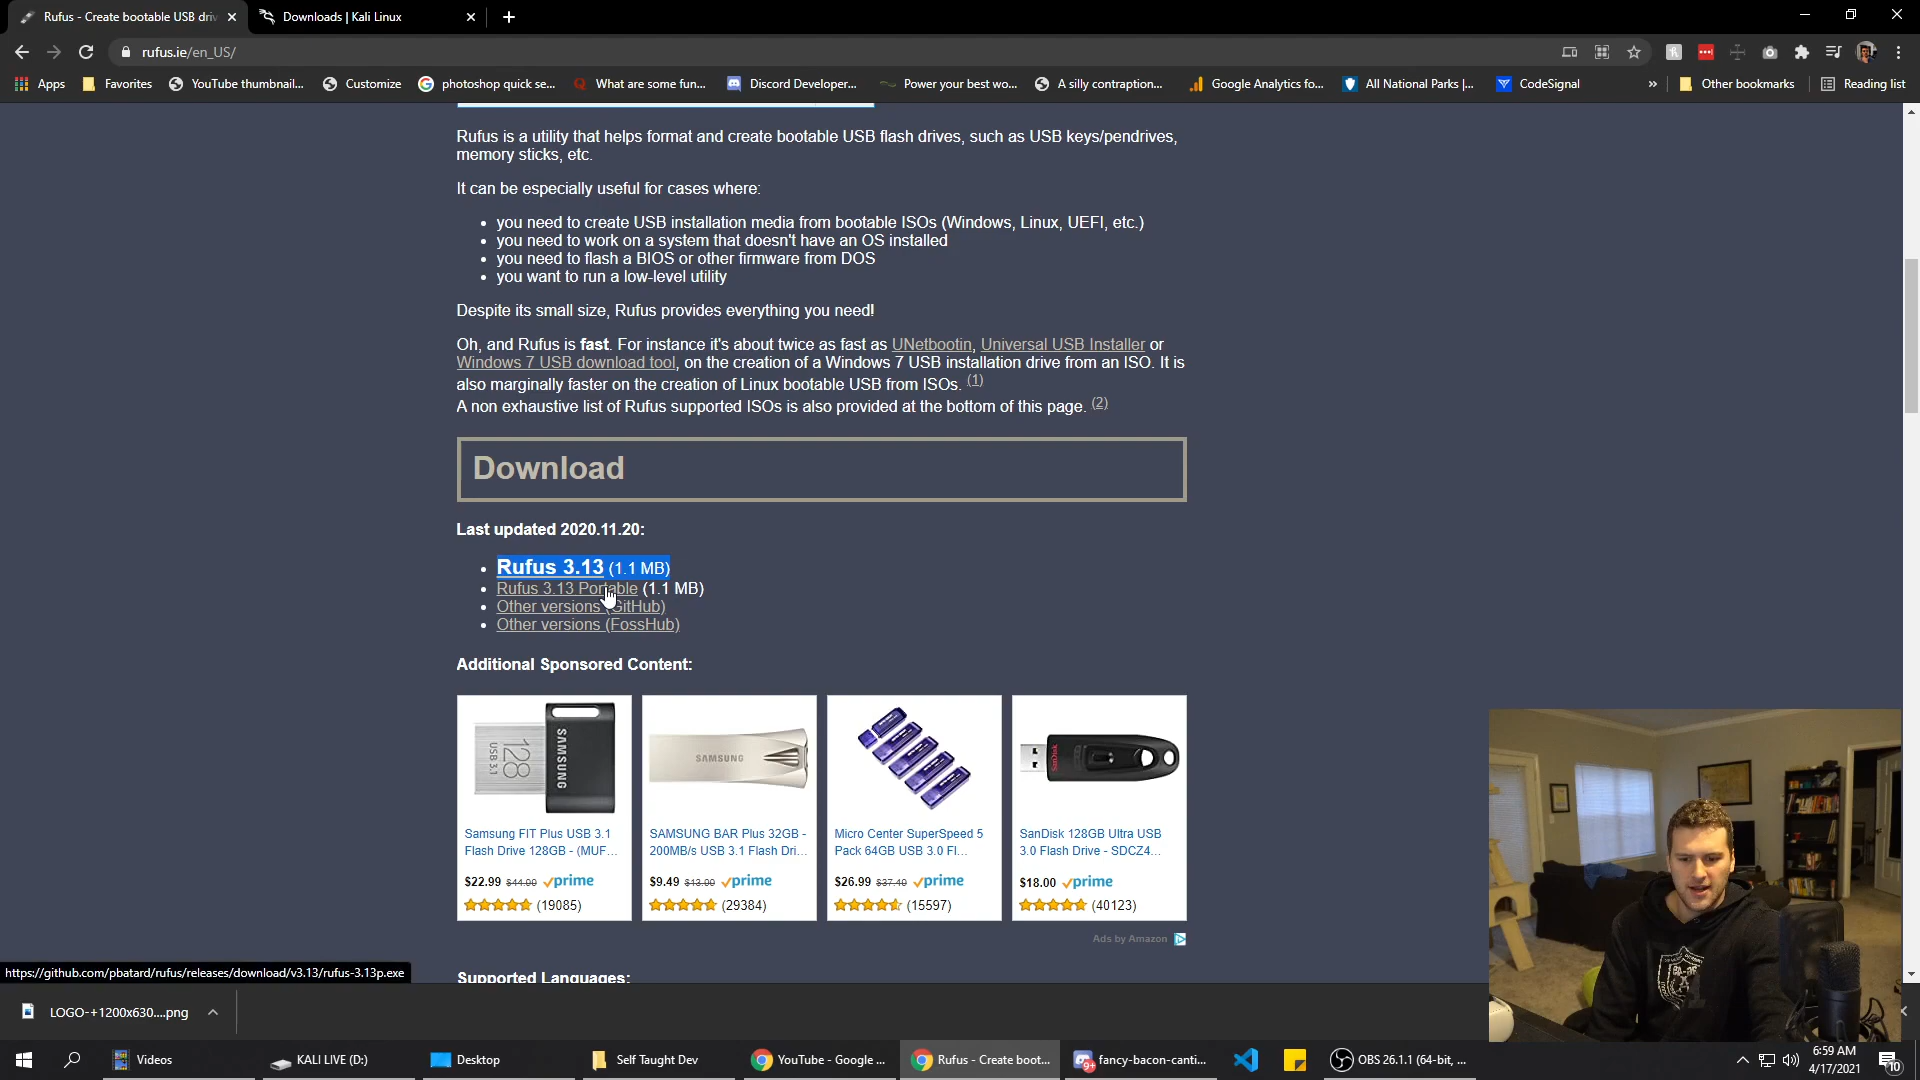 Rufus - Create bootable USB driv
Downloads | Kali Linux
rufus.ie/en_US/
Apps
Favorites
YouTube thumbnail...
Customize
photoshop quick se...
What are some fun...
Discord Developer...
Power your best wo...
A silly contraption...
Google Analytics fo...
All National Parks |...
CodeSignal
»
Other bookmarks
Reading list
Rufus is a utility that helps format and create bootable USB flash drives, such as USB keys/pendrives,
memory sticks, etc.
It can be especially useful for cases where:
• you need to create USB installation media from bootable ISOs (Windows, Linux, UEFI, etc.)
• you need to work on a system that doesn't have an OS installed
• you need to flash a BIOS or other firmware from DOS
• you want to run a low-level utility
Despite its small size, Rufus provides everything you need!
Oh, and Rufus is fast. For instance it's about twice as fast as UNetbootin, Universal USB Installer or
Windows 7 USB download tool, on the creation of a Windows 7 USB installation drive from an ISO. It is
also marginally faster on the creation of Linux bootable USB from ISOs. (1)
A non exhaustive list of Rufus supported ISOs is also provided at the bottom of this page. (2)
Download
Last updated 2020.11.20:
• Rufus 3.13 (1.1 MB)
• Rufus 3.13 Portable (1.1 MB)
• Other versions (GitHub)
• Other versions (FossHub)
Additional Sponsored Content:
128
USB 3.1
SAMSUNG
SAMSUNG
SanDisk
Samsung FIT Plus USB 3.1
Flash Drive 128GB - (MUF...
$22.99 $44.00 prime
(19085)
SAMSUNG BAR Plus 32GB -
200MB/s USB 3.1 Flash Dri...
$9.49 $13.00 prime
(29384)
Micro Center SuperSpeed 5
Pack 64GB USB 3.0 Fl...
$26.99 $37.40 prime
(15597)
SanDisk 128GB Ultra USB
3.0 Flash Drive - SDCZ4...
$18.00 prime
(40123)
Ads by Amazon
https://github.com/pbatard/rufus/releases/download/v3.13/rufus-3.13p.exe
Supported Languages:
LOGO-+1200x630....png
Videos
KALI LIVE (D:)
Desktop
Self Taught Dev
YouTube - Google ...
Rufus - Create boot...
9+
fancy-bacon-canti...
OBS 26.1.1 (64-bit, ...
6:59 AM
4/17/2021
10